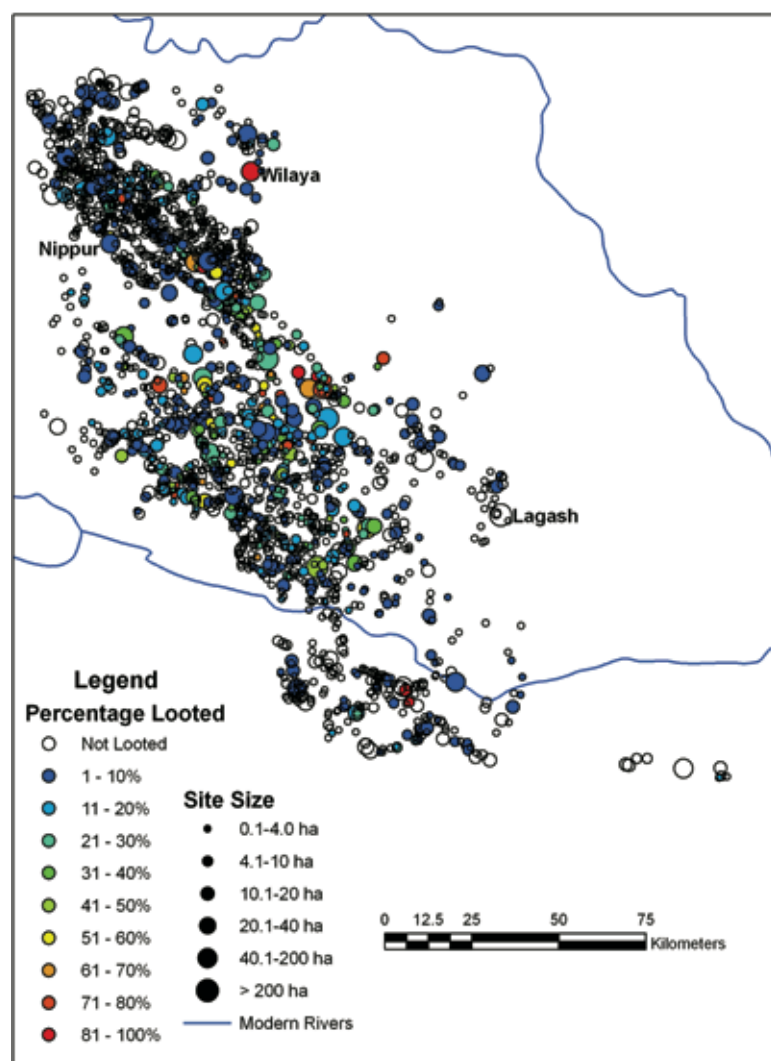 Wilaya
Nippur
Lagash
Legend
Percentage Looted
Not Looted
1 - 10%
11 - 20%
21 - 30%
31 - 40%
41 - 50%
51 - 60%
61 - 70%
71 - 80%
81 - 100%
Site Size
0.1-4.0 ha
4.1-10 ha
10.1-20 ha
20.1-40 ha
40.1-200 ha
> 200 ha
Modern Rivers
0 12.5 25 50 75
Kilometers